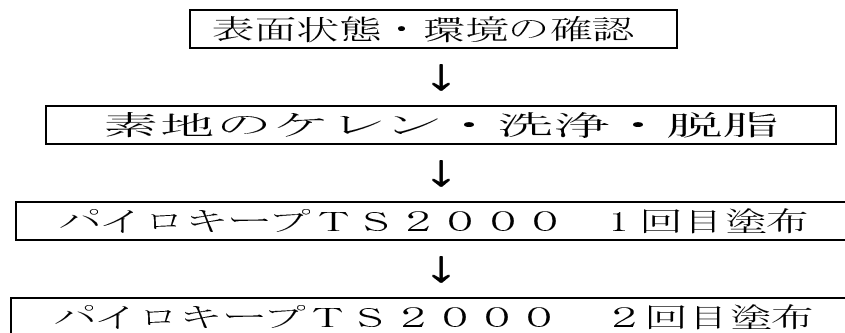 表面状態・環境の確認
↓
素地のケレン・洗浄・脱脂
↓
パイロキープＴＳ２０００　１回目塗布
↓
パイロキープＴＳ２０００　２回目塗布